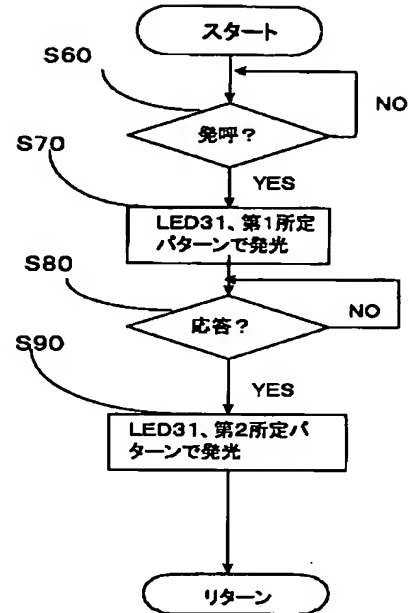 スタート
S60
NO
発呼？
S70
YES
LED31、第1所定
パターンで発光
S80
NO
応答？
S90
YES
LED31、第2所定パ
ターンで発光
リターン